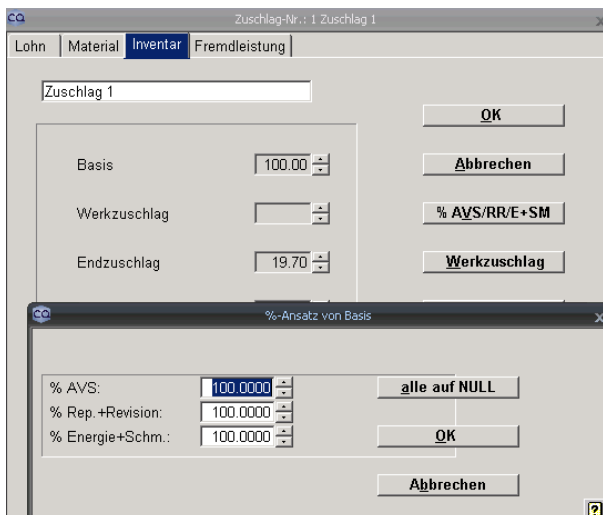 Zuschlag-Nr.: 1 Zuschlag 1
Lohn Material Inventar Fremdleistung
Zuschlag 1
OK
Basis 100.00 Abbrechen
Werkzuschlag % AVS/RR/E+SM
Endzuschlag 19.70 Werkzuschlag
%-Ansatz von Basis
% AVS: 100.0000 alle auf NULL
% Rep.+Revision: 100.0000
% Energie+Schm.: 100.0000 OK
Abbrechen
?